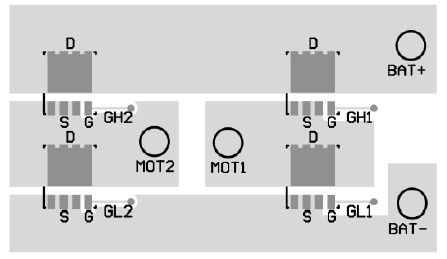 D D
BAT+
S G GH2 S G GH1
D D
MOT2 MOT1
S G GL2 S G GL1
BAT-